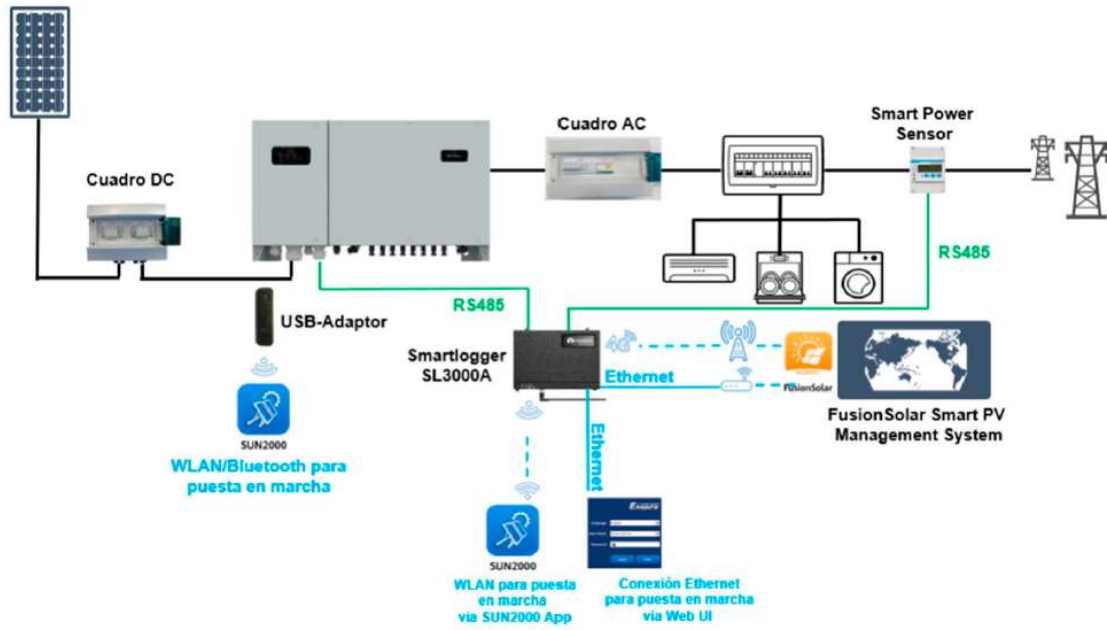 Cuadro DC
Cuadro AC
Smart Power
Sensor
RS485
RS485
USB-Adaptor
Smartlogger
SL3000A
4G
Ethernet
FusionSolar
FusionSolar Smart PV
Management System
SUN2000
WLAN/Bluetooth para
puesta en marcha
Ethernet
SUN2000
WLAN para puesta
en marcha
via SUN2000 App
Conexión Ethernet
para puesta en marcha
via Web UI